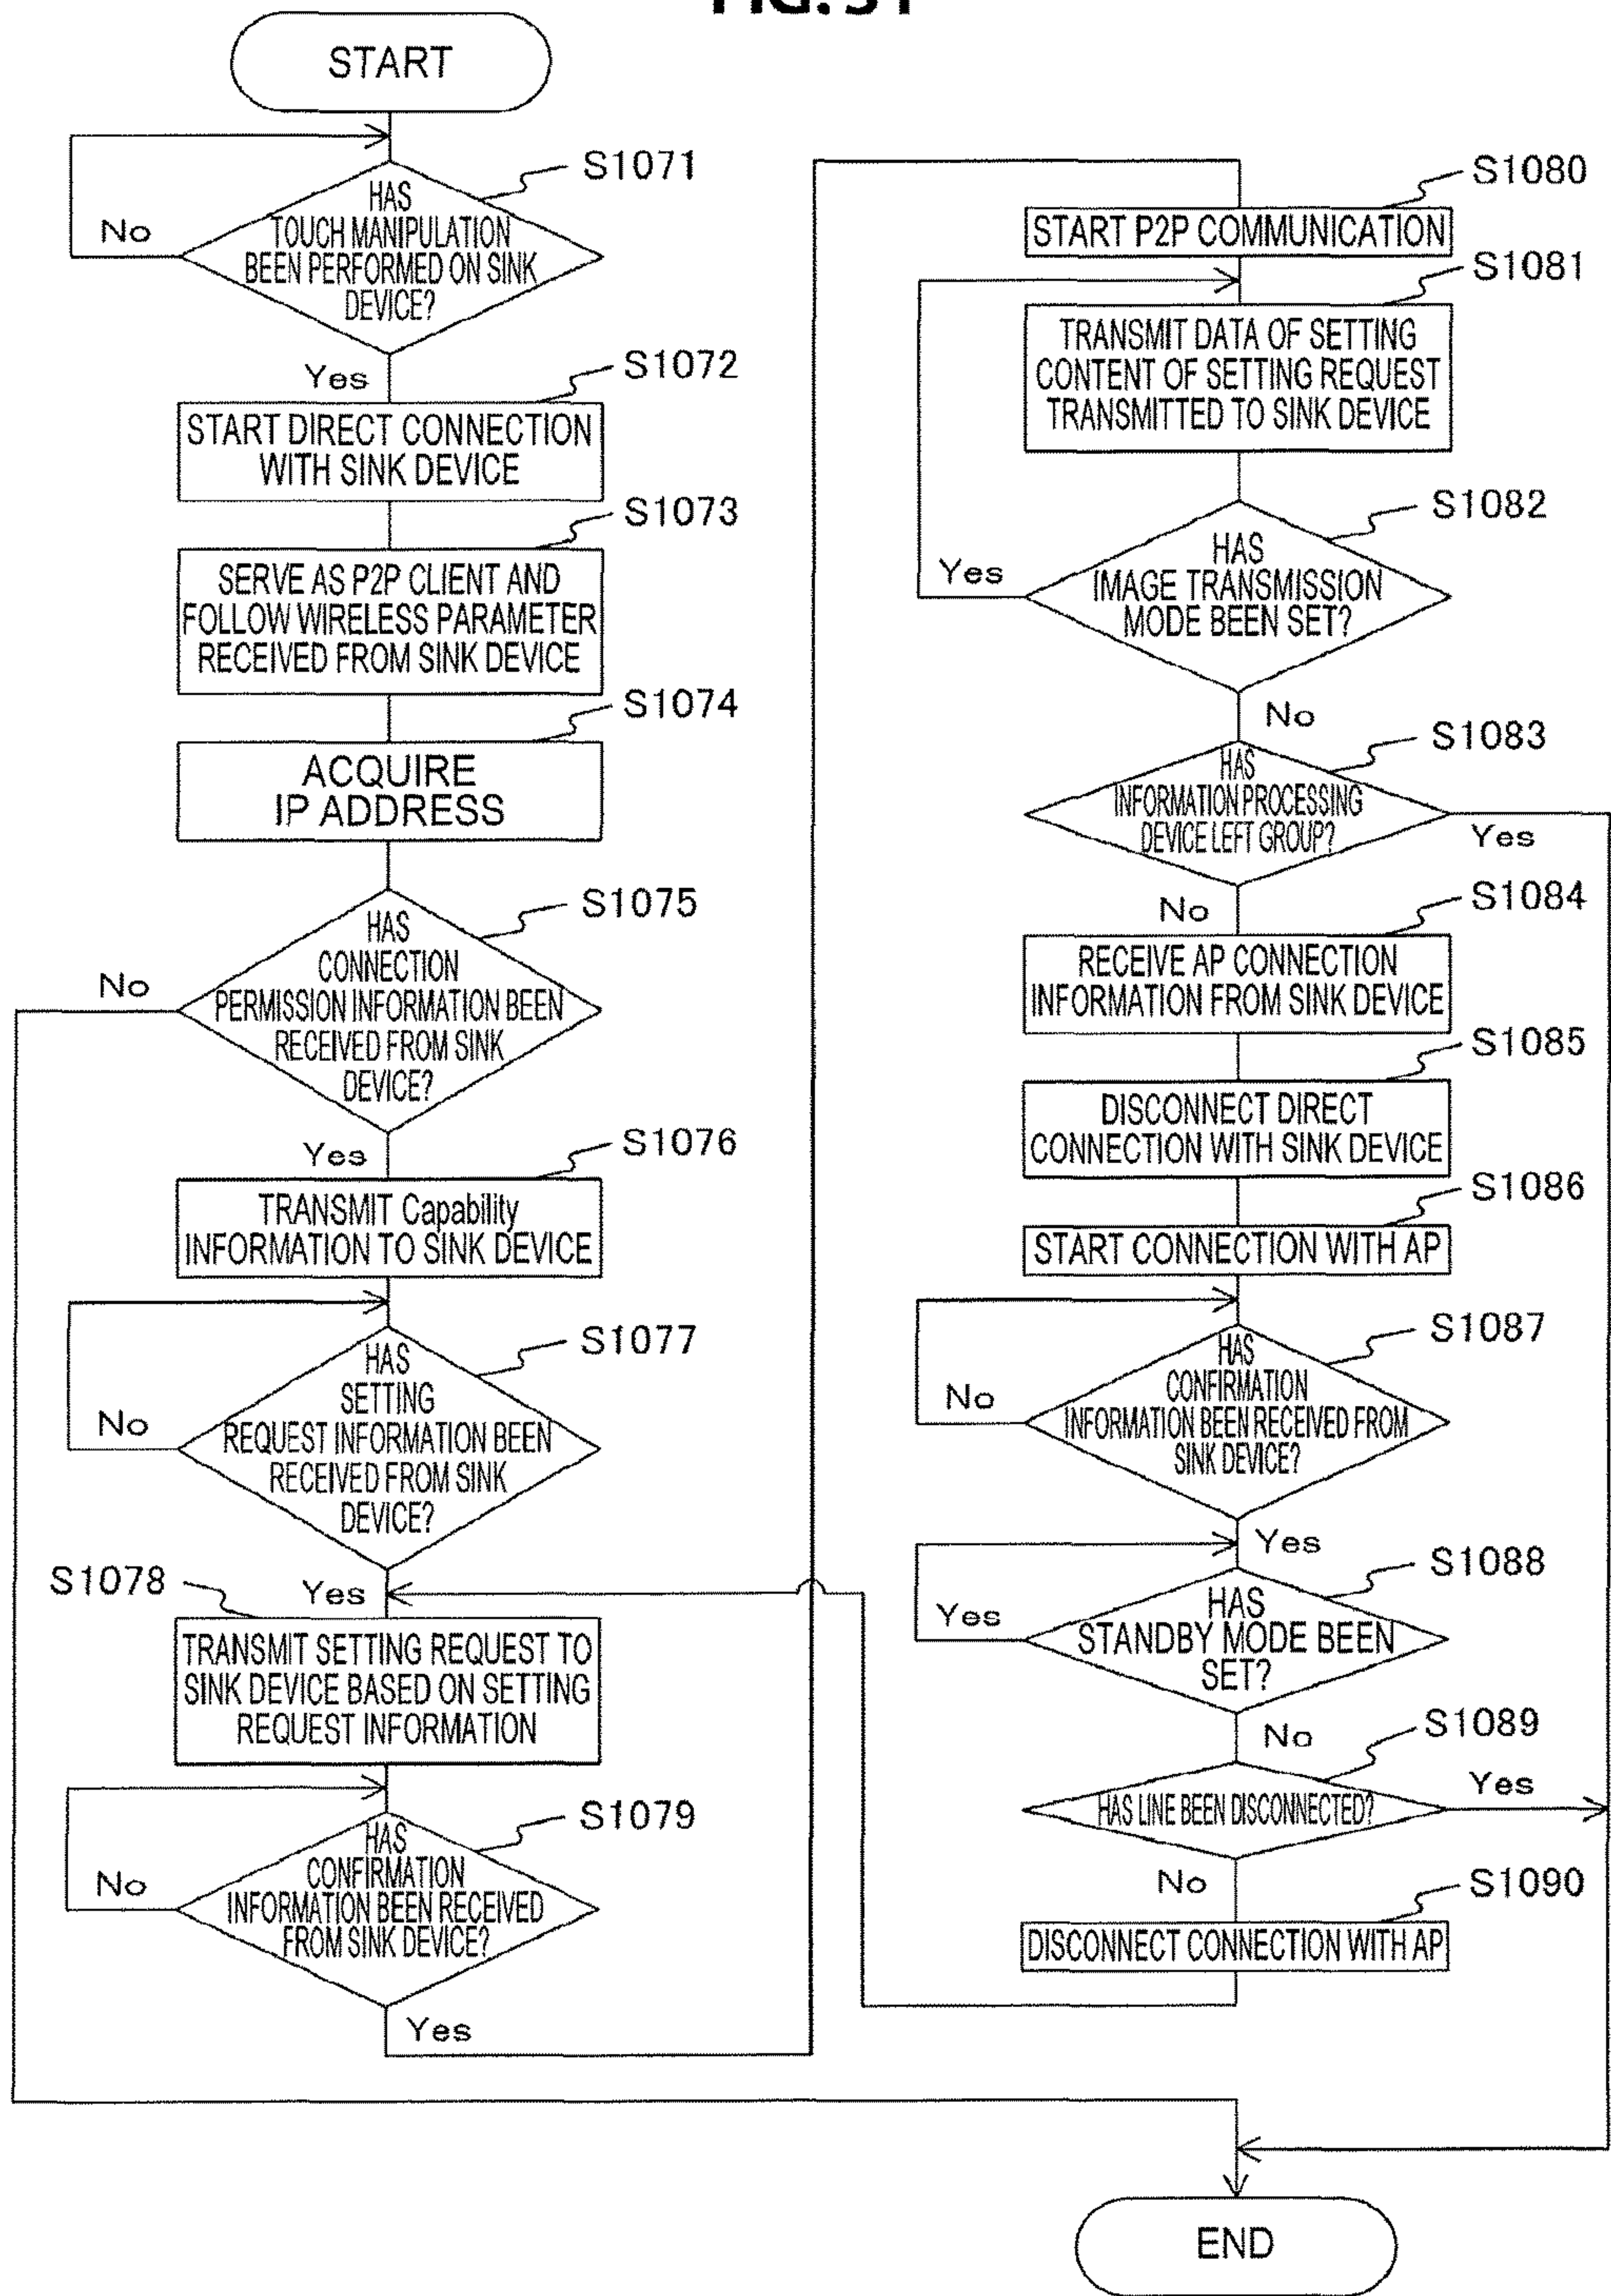 START
S1071
HAS
TOUCH MANIPULATION
BEEN PERFORMED ON SINK
DEVICE?
No
Yes
S1072
START DIRECT CONNECTION
WITH SINK DEVICE
S1073
SERVE AS P2P CLIENT AND
FOLLOW WIRELESS PARAMETER
RECEIVED FROM SINK DEVICE
S1074
ACQUIRE
IP ADDRESS
S1075
HAS
CONNECTION
PERMISSION INFORMATION BEEN
RECEIVED FROM SINK
DEVICE?
No
Yes
S1076
TRANSMIT Capability
INFORMATION TO SINK DEVICE
S1077
HAS
SETTING
REQUEST INFORMATION BEEN
RECEIVED FROM SINK
DEVICE?
No
Yes
S1078
TRANSMIT SETTING REQUEST TO
SINK DEVICE BASED ON SETTING
REQUEST INFORMATION
S1079
HAS
CONFIRMATION
INFORMATION BEEN RECEIVED
FROM SINK DEVICE?
No
Yes
S1080
START P2P COMMUNICATION
S1081
TRANSMIT DATA OF SETTING
CONTENT OF SETTING REQUEST
TRANSMITTED TO SINK DEVICE
S1082
HAS
IMAGE TRANSMISSION
MODE BEEN SET?
Yes
No
S1083
HAS
INFORMATION PROCESSING
DEVICE LEFT GROUP?
Yes
No
S1084
RECEIVE AP CONNECTION
INFORMATION FROM SINK DEVICE
S1085
DISCONNECT DIRECT
CONNECTION WITH SINK DEVICE
S1086
START CONNECTION WITH AP
S1087
HAS
CONFIRMATION
INFORMATION BEEN RECEIVED FROM
SINK DEVICE?
No
Yes
S1088
HAS
STANDBY MODE BEEN
SET?
Yes
No
S1089
HAS LINE BEEN DISCONNECTED?
Yes
No
S1090
DISCONNECT CONNECTION WITH AP
END